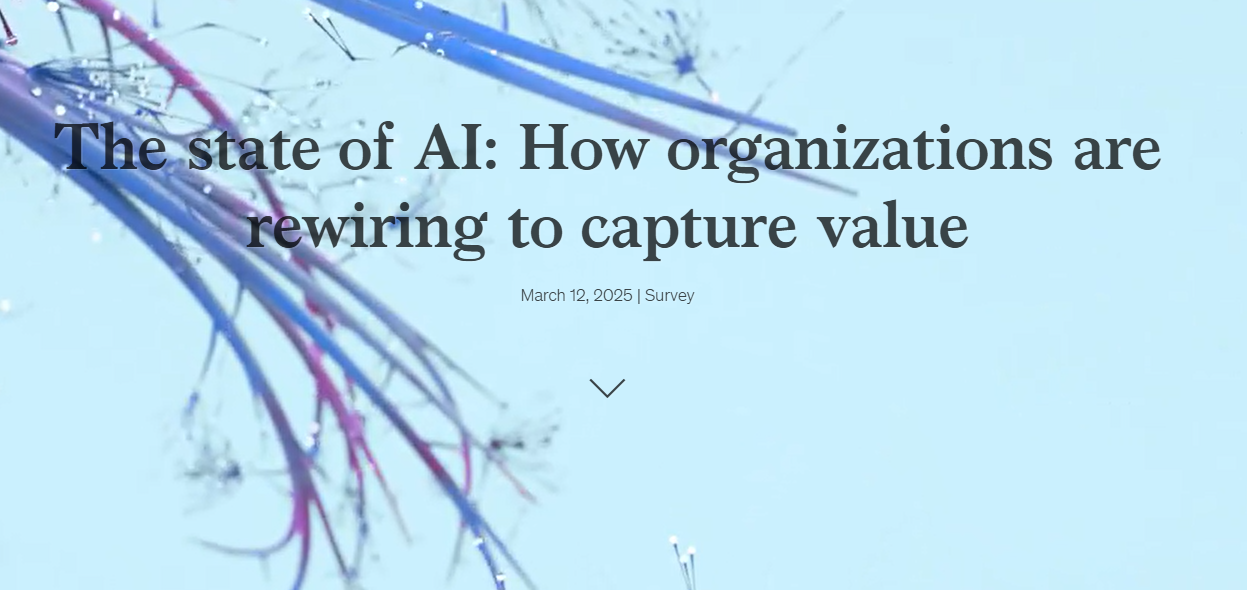 The state of AI: How organizations are
rewiring to capture value
March 12, 2025 | Survey